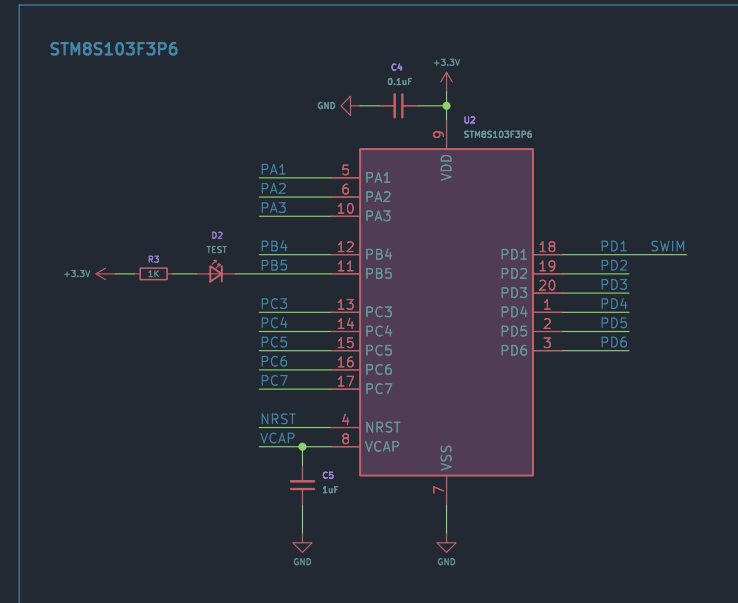 STM8S103F3P6
C4
0.1uF
+3.3V
GND
U2
STM8S103F3P6
9
VDD
PA1 5 PA1
PA2 6 PA2
PA3 10 PA3
PB4 12 PB4
PB5 11 PB5
D2
TEST
R3
1K
+3.3V
PC3 13 PC3
PC4 14 PC4
PC5 15 PC5
PC6 16 PC6
PC7 17 PC7
NRST 4 NRST
VCAP 8 VCAP
PD1 18 PD1 SWIM
PD2 19 PD2
PD3 20 PD3
PD4 1 PD4
PD5 2 PD5
PD6 3 PD6
VSS
7
C5
1uF
GND
GND